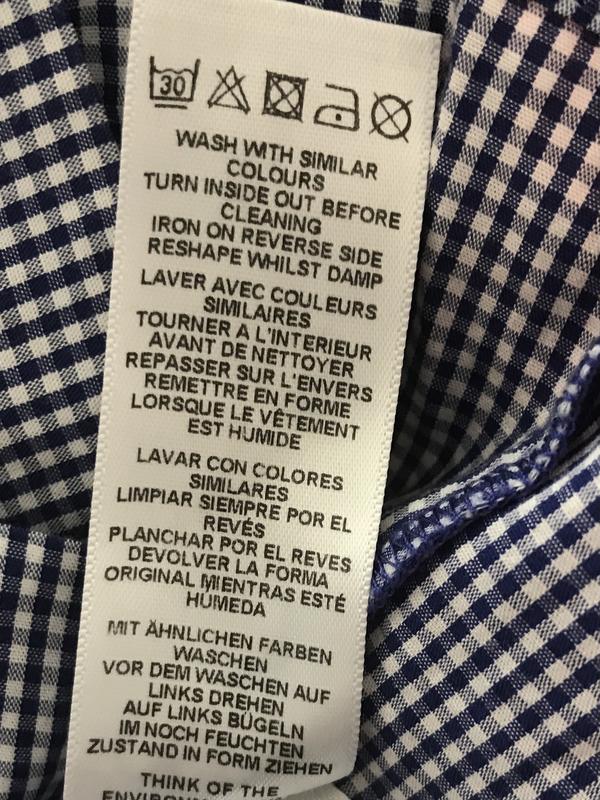 30
WASH WITH SIMILAR
COLOURS
TURN INSIDE OUT BEFORE
CLEANING
IRON ON REVERSE SIDE
RESHAPE WHILST DAMP
LAVER AVEC COULEURS
SIMILAIRES
TOURNER A L'INTERIEUR
AVANT DE NETTOYER
REPASSER SUR L'ENVERS
REMETTRE EN FORME
LORSQUE LE VÊTEMENT
EST HUMIDE
LAVAR CON COLORES
SIMILARES
LIMPIAR SIEMPRE POR EL
REVÉS
PLANCHAR POR EL REVES
DEVOLVER LA FORMA
ORIGINAL MIENTRAS ESTÉ
HUMEDA
MIT ÄHNLICHEN FARBEN
WASCHEN
VOR DEM WASCHEN AUF
LINKS DREHEN
AUF LINKS BÜGELN
IM NOCH FEUCHTEN
ZUSTAND IN FORM ZIEHEN
THINK OF THE